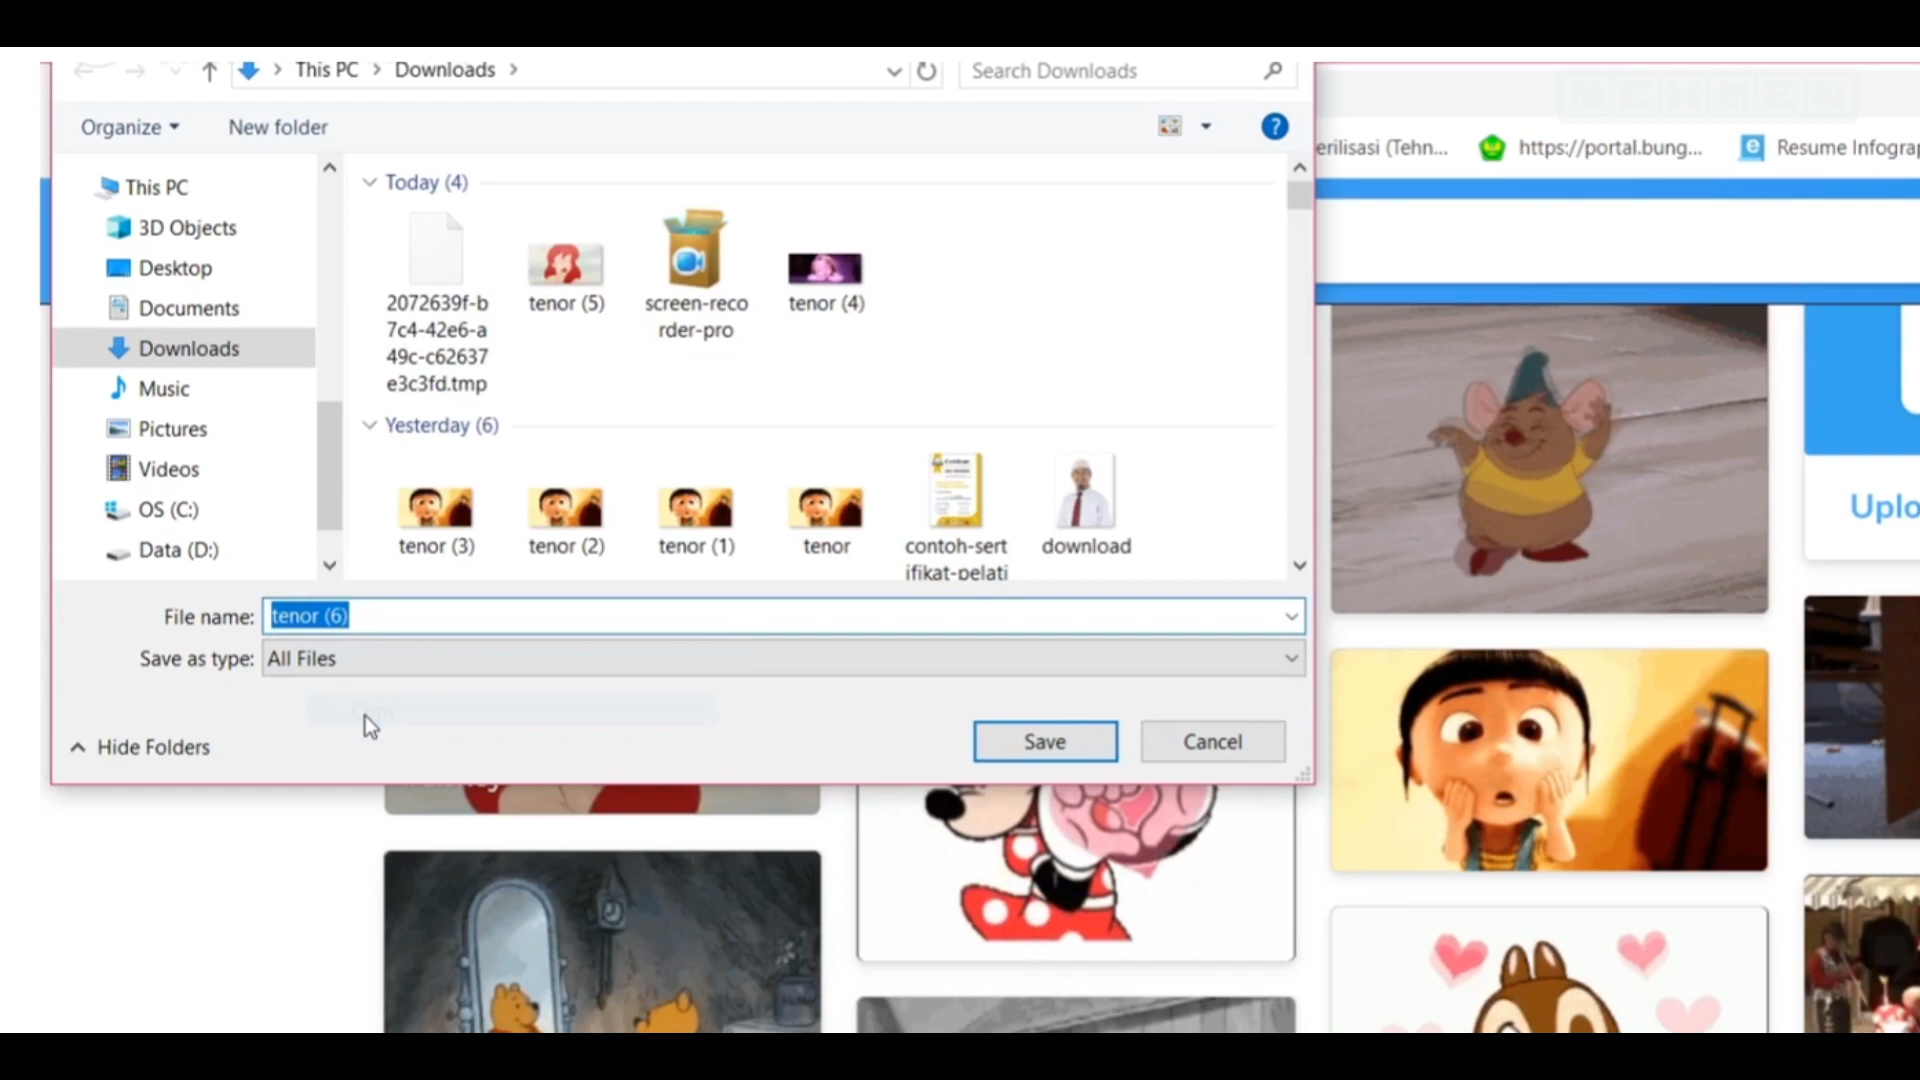 This PC > Downloads >
Search Downloads
Organize
New folder
?
erilisasi (Tehn...
https://portal.bung...
Resume Infograp
This PC
3D Objects
Desktop
Documents
Downloads
Music
Pictures
Videos
OS (C:)
Data (D:)
Today (4)
2072639f-b
7c4-42e6-a
49c-c62637
e3c3fd.tmp
tenor (5)
screen-reco
rder-pro
tenor (4)
Yesterday (6)
tenor (3)
tenor (2)
tenor (1)
tenor
contoh-sert
ifikat-pelati
download
Uplo
File name: tenor (6)
Save as type: All Files
Copy
Hide Folders
Save
Cancel